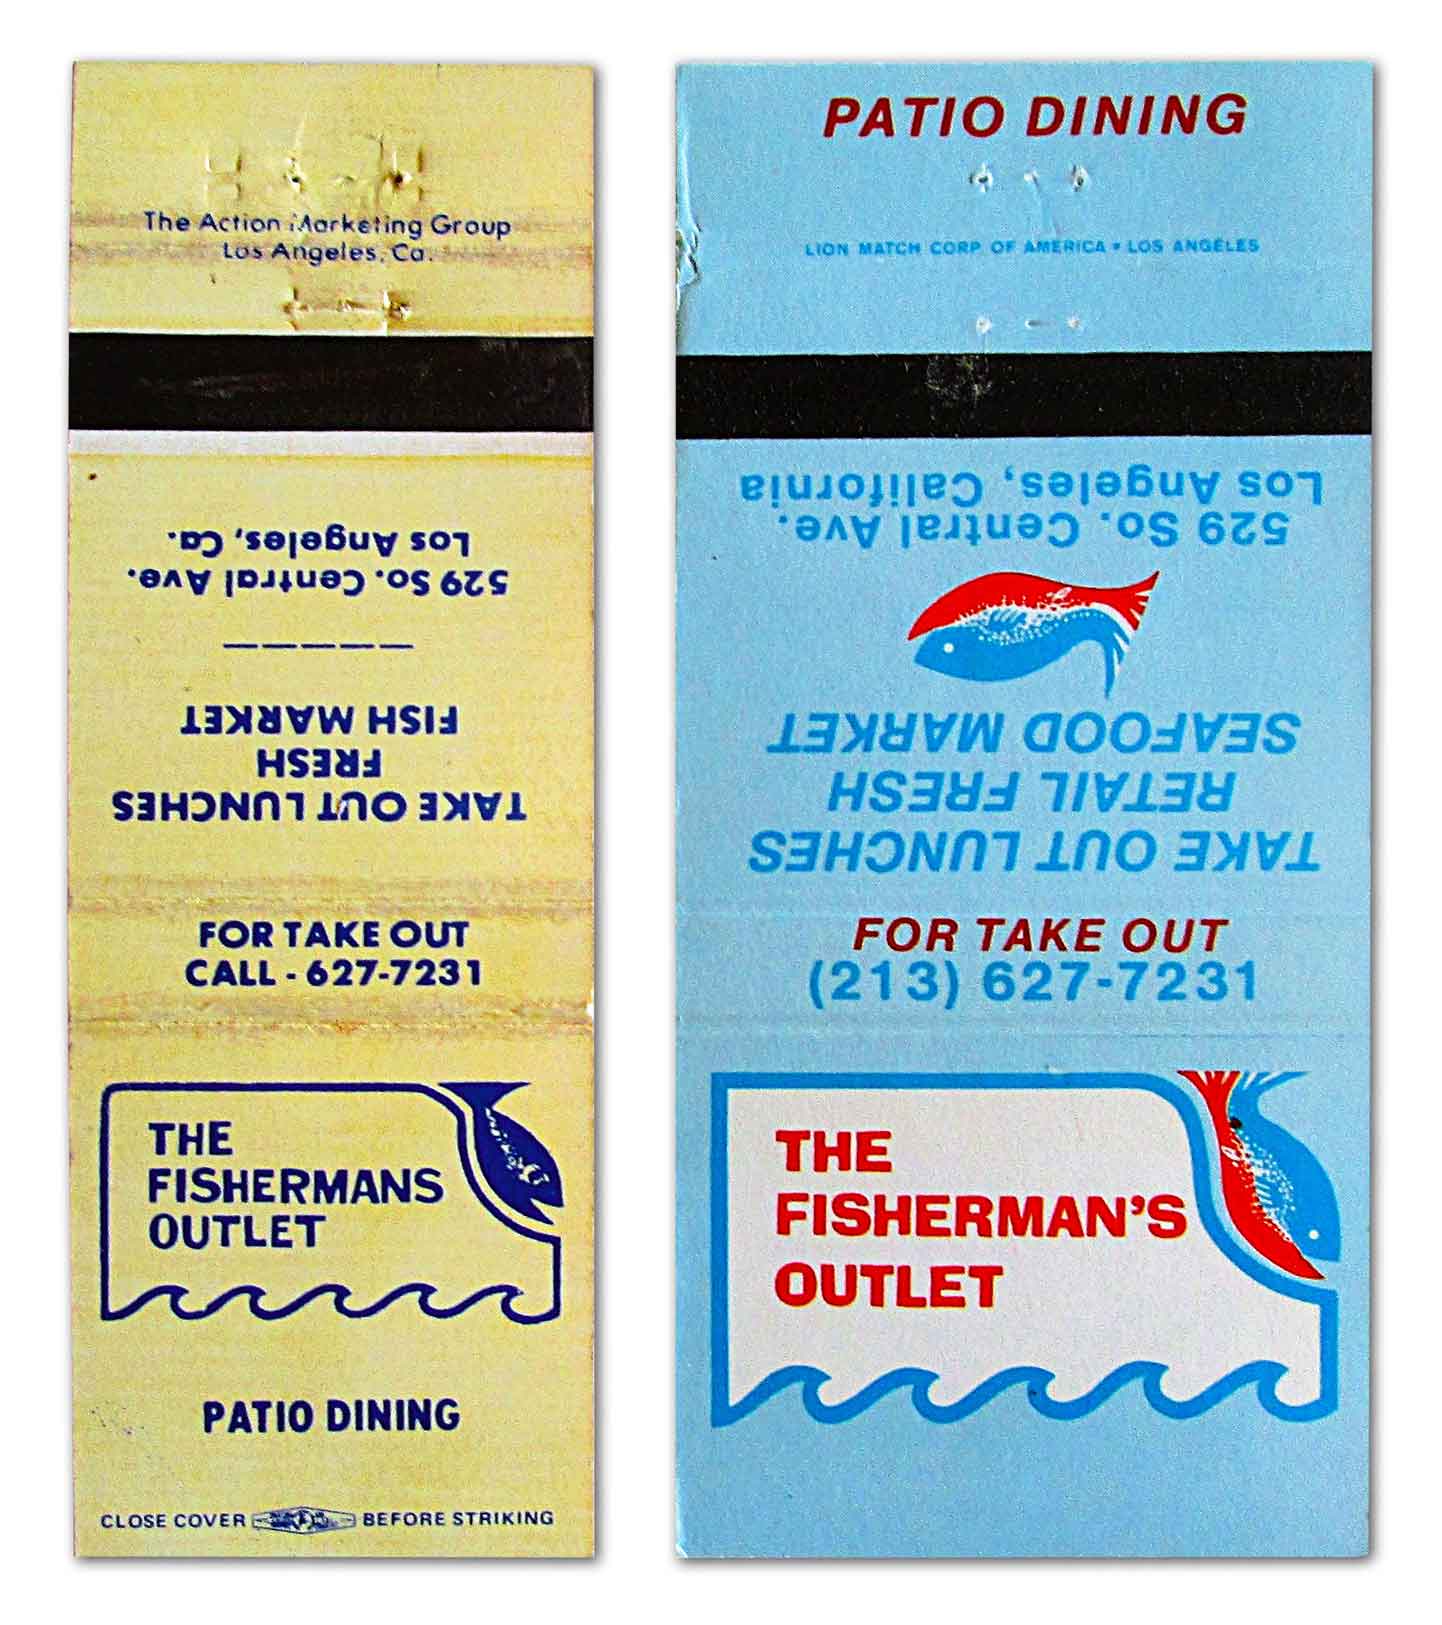 The Action Marketing Group
Los Angeles, Ca.
529 So. Central Ave.
Los Angeles, Ca.
TAKE OUT LUNCHES
FRESH
FISH MARKET
FOR TAKE OUT
CALL - 627-7231
THE
FISHERMANS
OUTLET
PATIO DINING
CLOSE COVER BEFORE STRIKING
PATIO DINING
LION MATCH CORP OF AMERICA • LOS ANGELES
529 So. Central Ave.
Los Angeles, California
TAKE OUT LUNCHES
RETAIL FRESH
SEAFOOD MARKET
FOR TAKE OUT
(213) 627-7231
THE
FISHERMAN'S
OUTLET